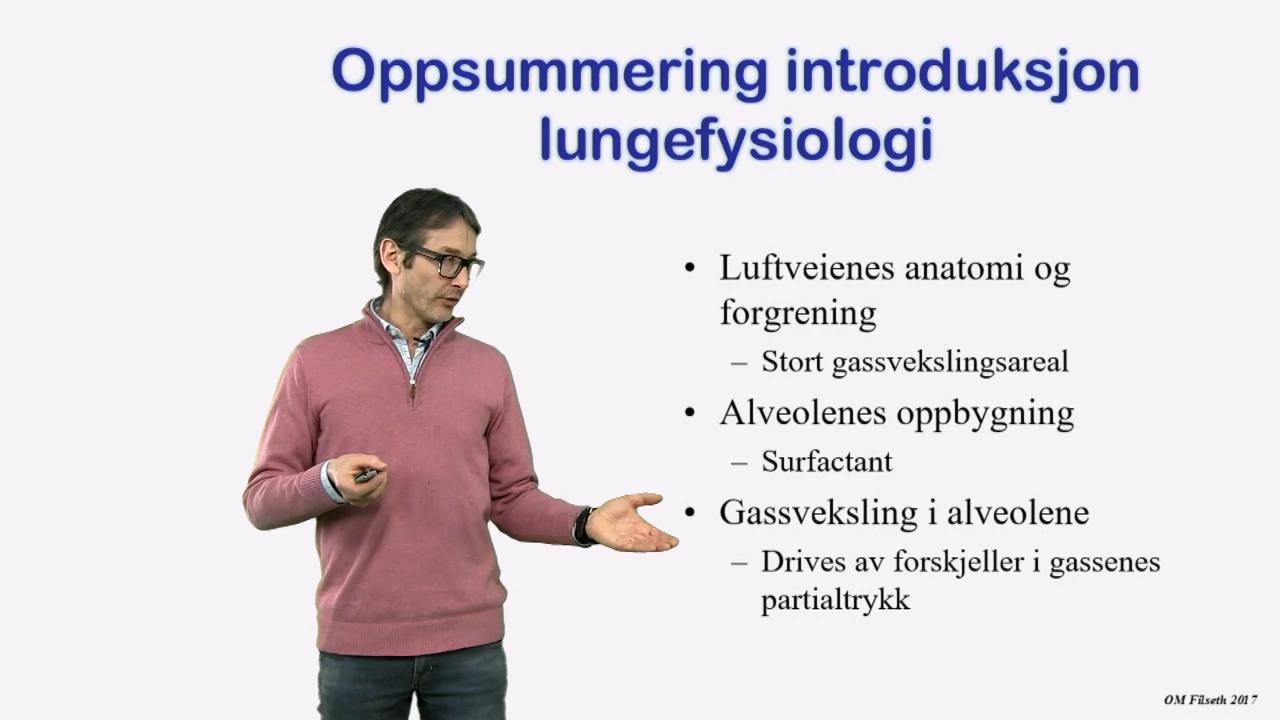 Oppsummering introduksjon
lungefysiologi
• Luftveienes anatomi og
forgrening
– Stort gassvekslingsareal
• Alveolenes oppbygning
– Surfactant
• Gassveksling i alveolene
– Drives av forskjeller i gassenes
partialtrykk
OM Filseth 2017